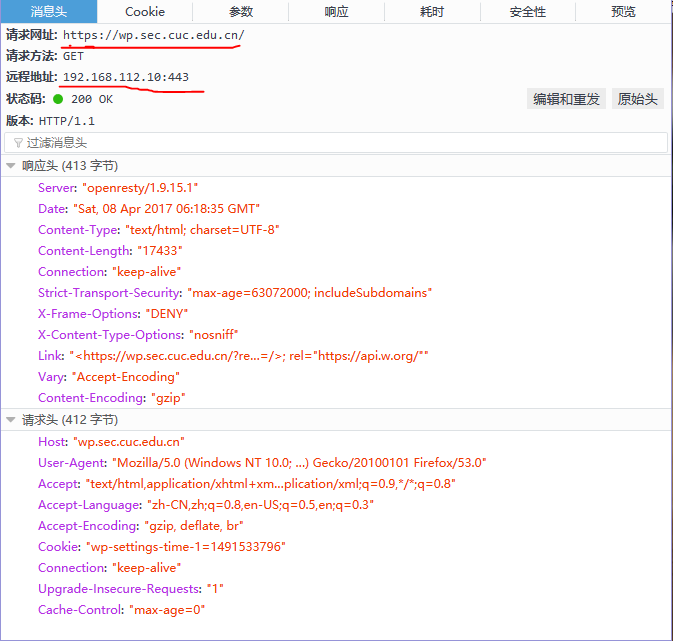 消息头 Cookie 参数 响应 耗时 安全性 预览
请求网址: https://wp.sec.cuc.edu.cn/
请求方法: GET
远程地址: 192.168.112.10:443
状态码: 200 OK 编辑和重发 原始头
版本: HTTP/1.1
过滤消息头
响应头 (413 字节)
Server: "openresty/1.9.15.1"
Date: "Sat, 08 Apr 2017 06:18:35 GMT"
Content-Type: "text/html; charset=UTF-8"
Content-Length: "17433"
Connection: "keep-alive"
Strict-Transport-Security: "max-age=63072000; includeSubdomains"
X-Frame-Options: "DENY"
X-Content-Type-Options: "nosniff"
Link: "<https://wp.sec.cuc.edu.cn/?re...=/>; rel="https://api.w.org/""
Vary: "Accept-Encoding"
Content-Encoding: "gzip"
请求头 (412 字节)
Host: "wp.sec.cuc.edu.cn"
User-Agent: "Mozilla/5.0 (Windows NT 10.0; ...) Gecko/20100101 Firefox/53.0"
Accept: "text/html,application/xhtml+xm...plication/xml;q=0.9,*/*;q=0.8"
Accept-Language: "zh-CN,zh;q=0.8,en-US;q=0.5,en;q=0.3"
Accept-Encoding: "gzip, deflate, br"
Cookie: "wp-settings-time-1=1491533796"
Connection: "keep-alive"
Upgrade-Insecure-Requests: "1"
Cache-Control: "max-age=0"